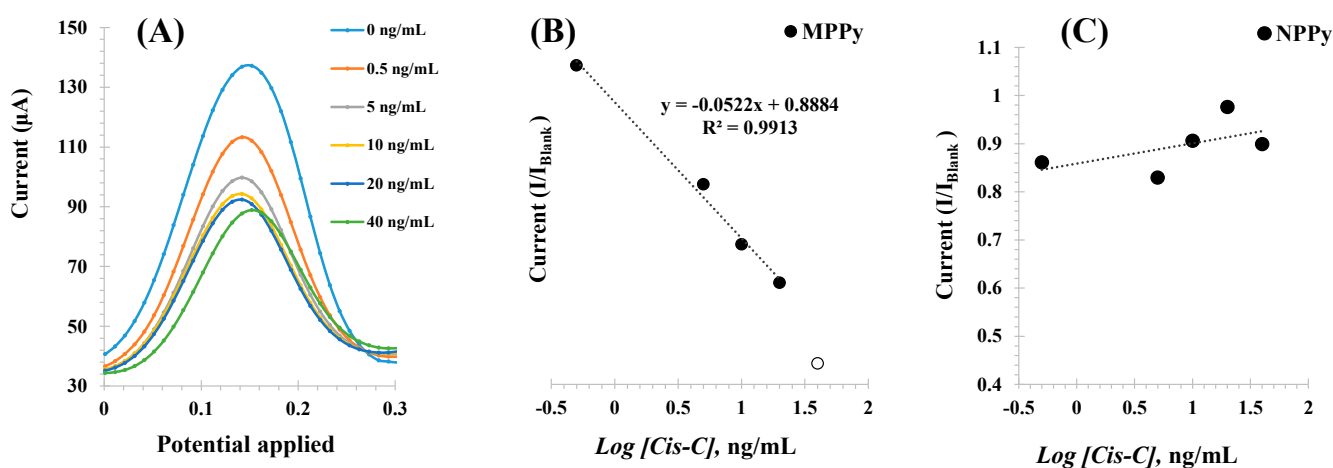 (A)
Current (µA)
150
130
110
90
70
50
30
0
0.1
0.2
0.3
Potential applied
0 ng/mL
0.5 ng/mL
5 ng/mL
10 ng/mL
20 ng/mL
40 ng/mL
(B)
MPPy
y = -0.0522x + 0.8884
R² = 0.9913
Current (I/I_Blank)
-0.5
0
0.5
1
1.5
2
Log [Cis-C], ng/mL
(C)
NPPy
Current (I/I_Blank)
1.1
1
0.9
0.8
0.7
0.6
0.5
0.4
-0.5
0
0.5
1
1.5
2
Log [Cis-C], ng/mL